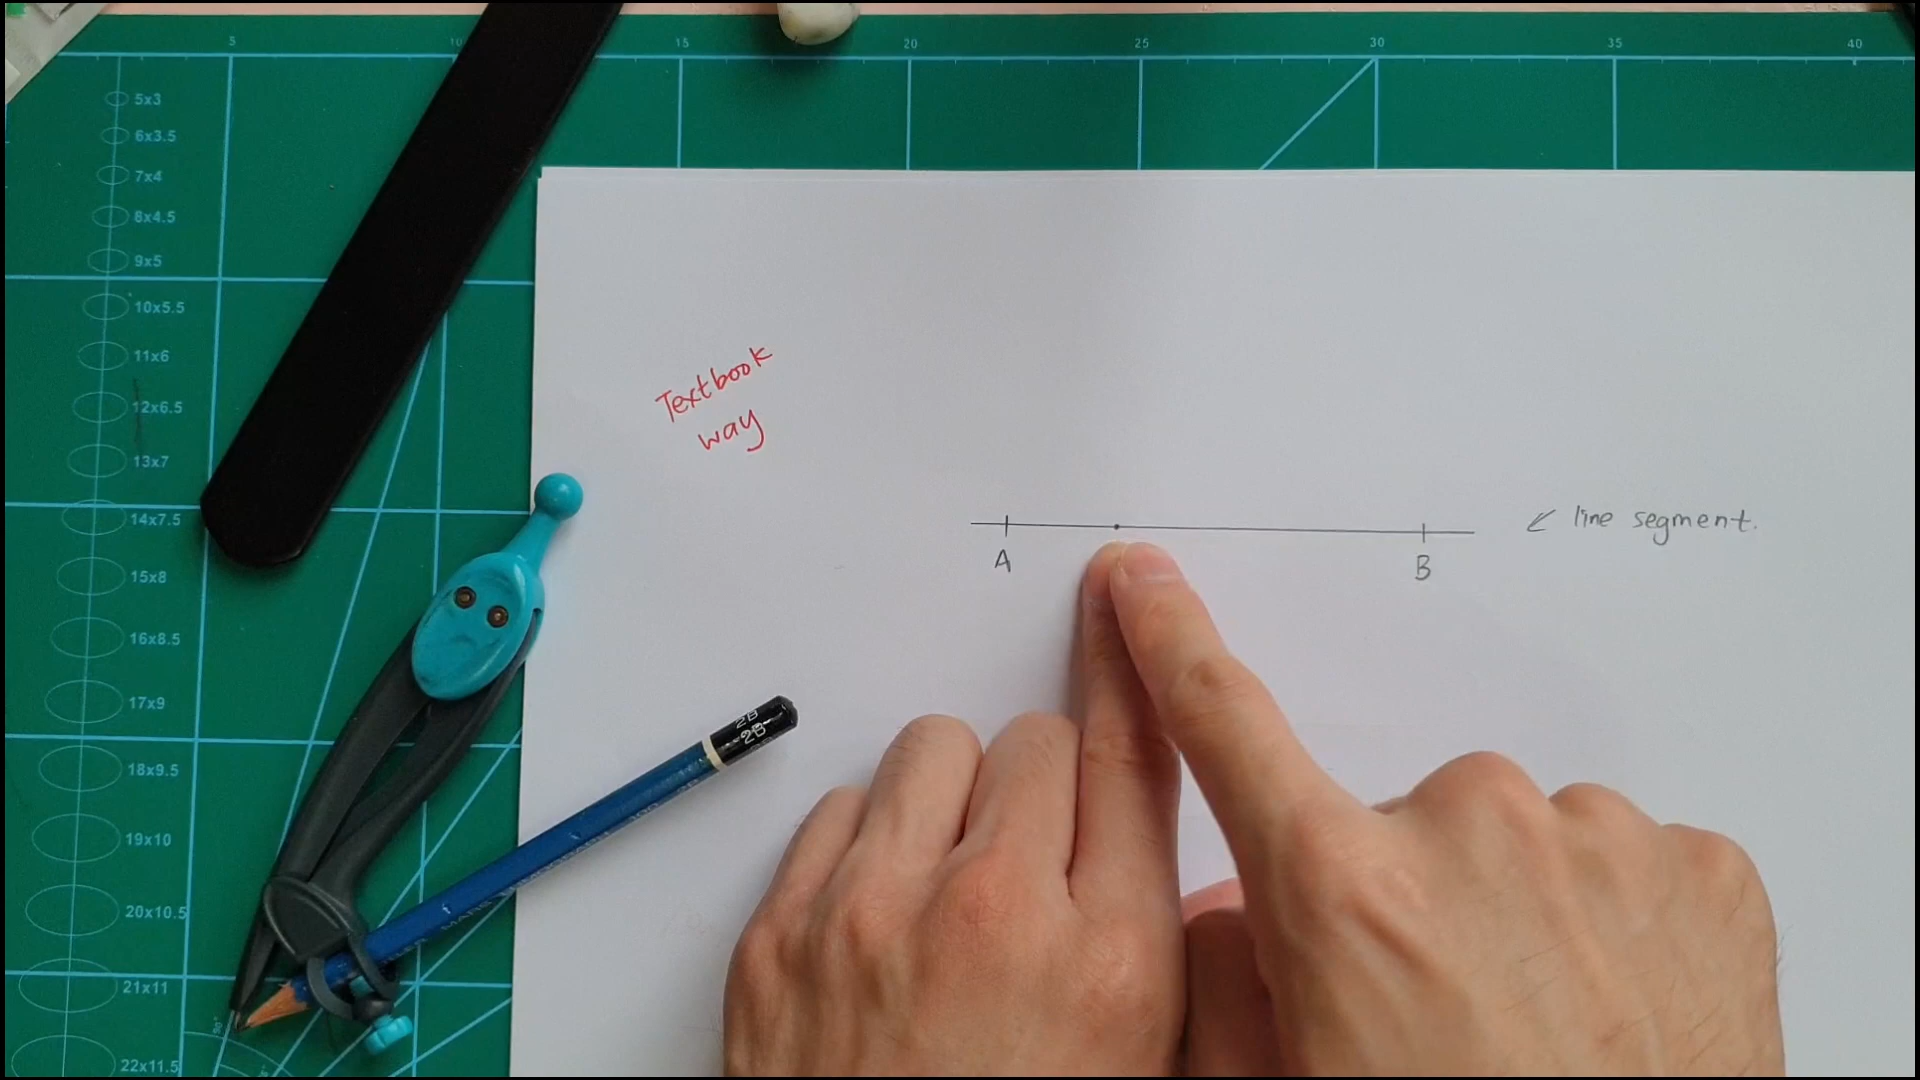 5
10
15
20
25
30
35
40
5x3
6x3.5
7x4
8x4.5
9x5
10x5.5
11x6
12x6.5
13x7
14x7.5
15x8
16x8.5
17x9
18x9.5
19x10
20x10.5
21x11
22x11.5
Textbook
way
line segment.
A
B
2B
2B